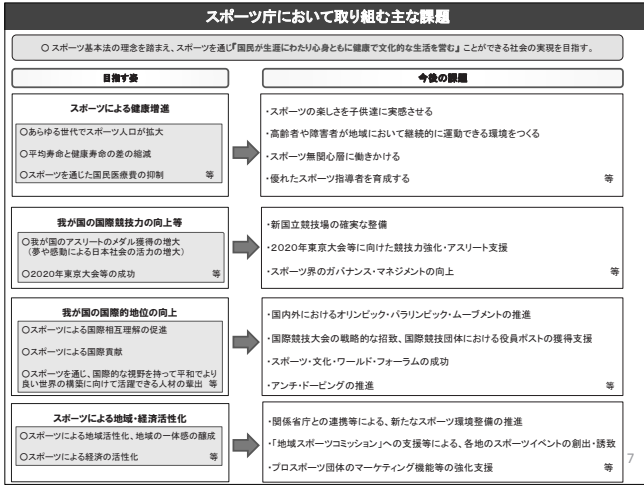 スポーツ庁において取り組む主な課題
○ スポーツ基本法の理念を踏まえ、スポーツを通じ『国民が生涯にわたり心身ともに健康で文化的な生活を営む』 ことができる社会の実現を目指す。
目指す姿
今後の課題
スポーツによる健康増進
○あらゆる世代でスポーツ人口が拡大
○平均寿命と健康寿命の差の縮減
○スポーツを通じた国民医療費の抑制 等
・スポーツの楽しさを子供達に実感させる
・高齢者や障害者が地域において継続的に運動できる環境をつくる
・スポーツ無関心層に働きかける
・優れたスポーツ指導者を育成する 等
我が国の国際競技力の向上等
○我が国のアスリートのメダル獲得の増大
(夢や感動による日本社会の活力の増大)
○2020年東京大会等の成功 等
・新国立競技場の確実な整備
・2020年東京大会等に向けた競技力強化・アスリート支援
・スポーツ界のガバナンス・マネジメントの向上 等
我が国の国際的地位の向上
○スポーツによる国際相互理解の促進
○スポーツによる国際貢献
○スポーツを通じ、国際的な視野を持って平和でより
良い世界の構築に向けて活躍できる人材の輩出 等
・国内外におけるオリンピック・パラリンピック・ムーブメントの推進
・国際競技大会の戦略的な招致、国際競技団体における役員ポストの獲得支援
・スポーツ・文化・ワールド・フォーラムの成功
・アンチ・ドーピングの推進 等
スポーツによる地域・経済活性化
○スポーツによる地域活性化、地域の一体感の醸成
○スポーツによる経済の活性化 等
・関係省庁との連携等による、新たなスポーツ環境整備の推進
・「地域スポーツコミッション」への支援等による、各地のスポーツイベントの創出・誘致
・プロスポーツ団体のマーケティング機能等の強化支援 等
7